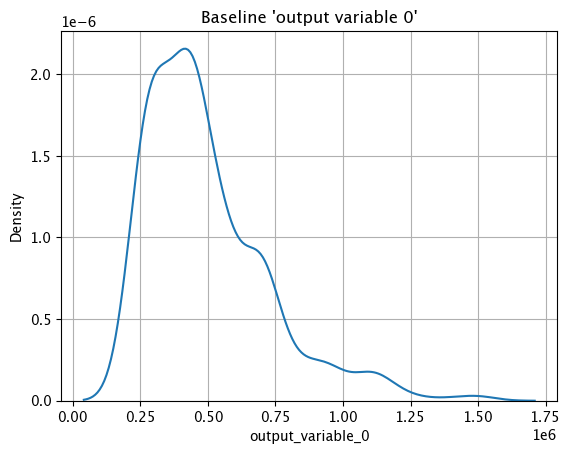 Baseline 'output variable 0'
1e−6
2.0
1.5
1.0
0.5
0.0
Density
0.00 0.25 0.50 0.75 1.00 1.25 1.50 1.75
1e6
output_variable_0